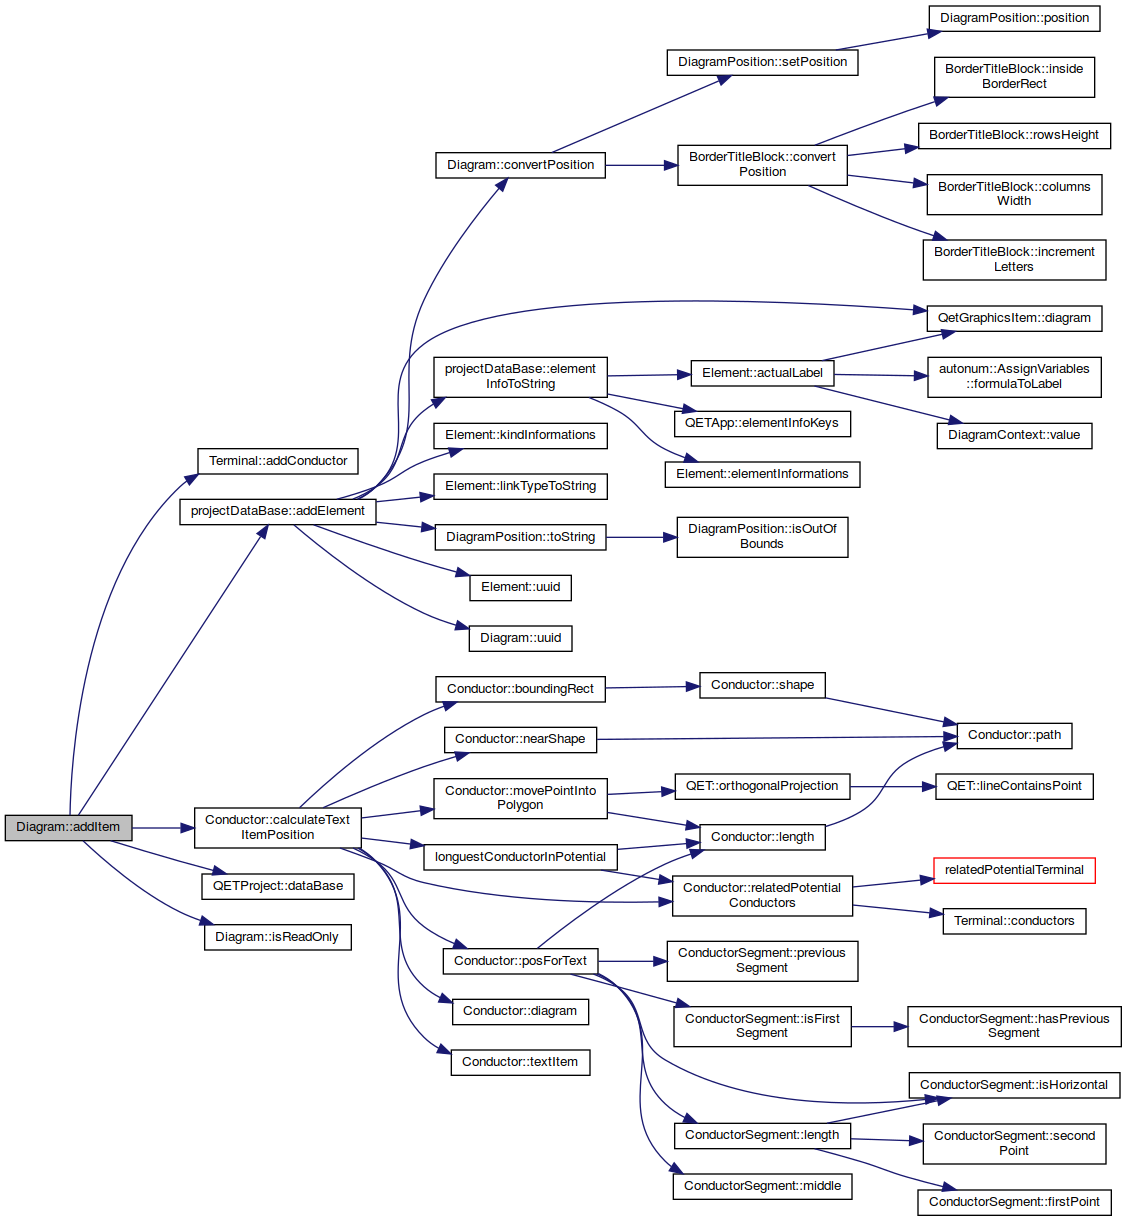 DiagramPosition::position
DiagramPosition::setPosition
BorderTitleBlock::inside
BorderRect
BorderTitleBlock::rowsHeight
Diagram::convertPosition
BorderTitleBlock::convert
Position
BorderTitleBlock::columns
Width
BorderTitleBlock::increment
Letters
QetGraphicsItem::diagram
projectDataBase::element
InfoToString
Element::actualLabel
autonum::AssignVariables
::formulaToLabel
QETApp::elementInfoKeys
DiagramContext::value
Element::kindInformations
Terminal::addConductor
Element::elementInformations
Element::linkTypeToString
projectDataBase::addElement
DiagramPosition::toString
DiagramPosition::isOutOf
Bounds
Element::uuid
Diagram::uuid
Conductor::boundingRect
Conductor::shape
Conductor::nearShape
Conductor::path
Conductor::movePointInto
Polygon
QET::orthogonalProjection
QET::lineContainsPoint
Diagram::addItem
Conductor::calculateText
ItemPosition
Conductor::length
longuestConductorInPotential
relatedPotentialTerminal
QETProject::dataBase
Conductor::relatedPotential
Conductors
Terminal::conductors
Diagram::isReadOnly
Conductor::posForText
ConductorSegment::previous
Segment
Conductor::diagram
ConductorSegment::isFirst
Segment
ConductorSegment::hasPrevious
Segment
Conductor::textItem
ConductorSegment::isHorizontal
ConductorSegment::length
ConductorSegment::second
Point
ConductorSegment::middle
ConductorSegment::firstPoint